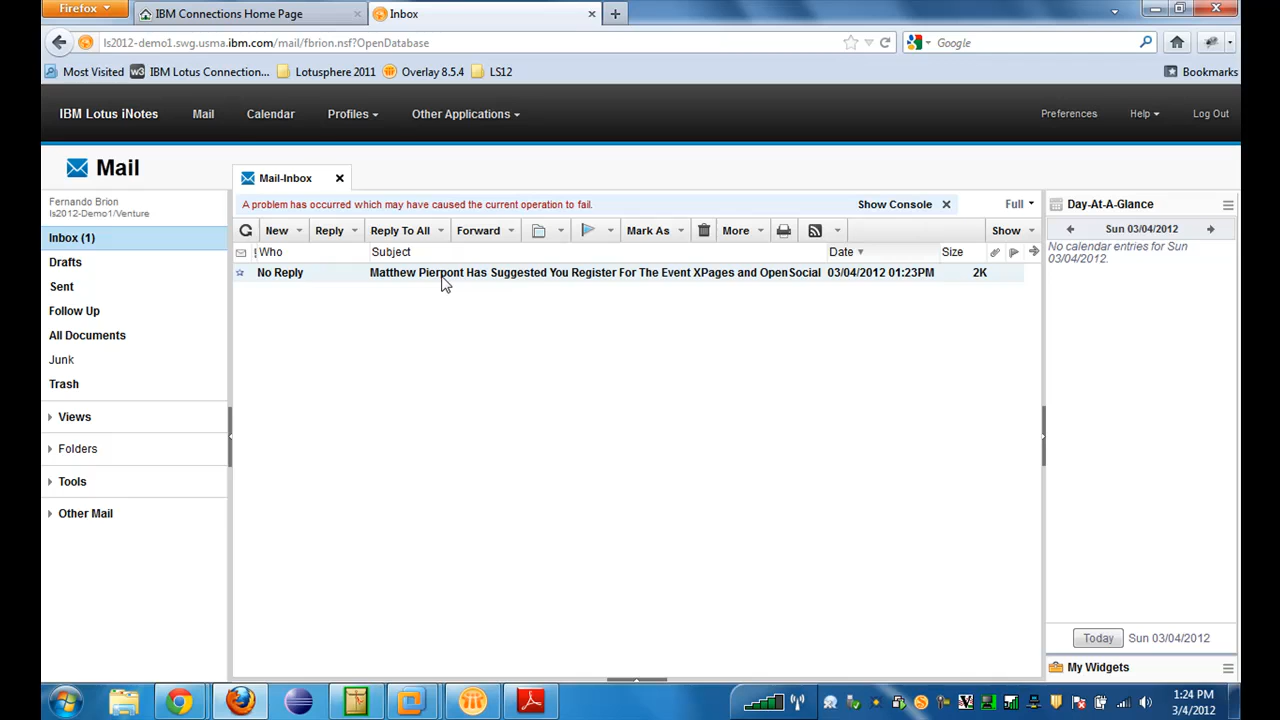 Firefox
IBM Connections Home Page
Inbox
ls2012-demo1.swg.usma.ibm.com/mail/fbrion.nsf?OpenDatabase
Google
Most Visited
w3
IBM Lotus Connection...
Lotusphere 2011
Overlay 8.5.4
LS12
Bookmarks
IBM Lotus iNotes
Mail
Calendar
Profiles
Other Applications
Preferences
Help
Log Out
Mail
Mail-Inbox
Fernando Brion
ls2012-Demo1/Venture
A problem has occurred which may have caused the current operation to fail.
Show Console
Full
Day-At-A-Glance
New
Reply
Reply To All
Forward
Mark As
More
Show
Sun 03/04/2012
Inbox (1)
Who
Subject
Date
Size
No calendar entries for Sun
03/04/2012.
No Reply
Matthew Pierpont Has Suggested You Register For The Event XPages and OpenSocial
03/04/2012 01:23PM
2K
Drafts
Sent
Follow Up
All Documents
Junk
Trash
Views
Folders
Tools
Other Mail
Today
Sun 03/04/2012
My Widgets
1:24 PM
3/4/2012